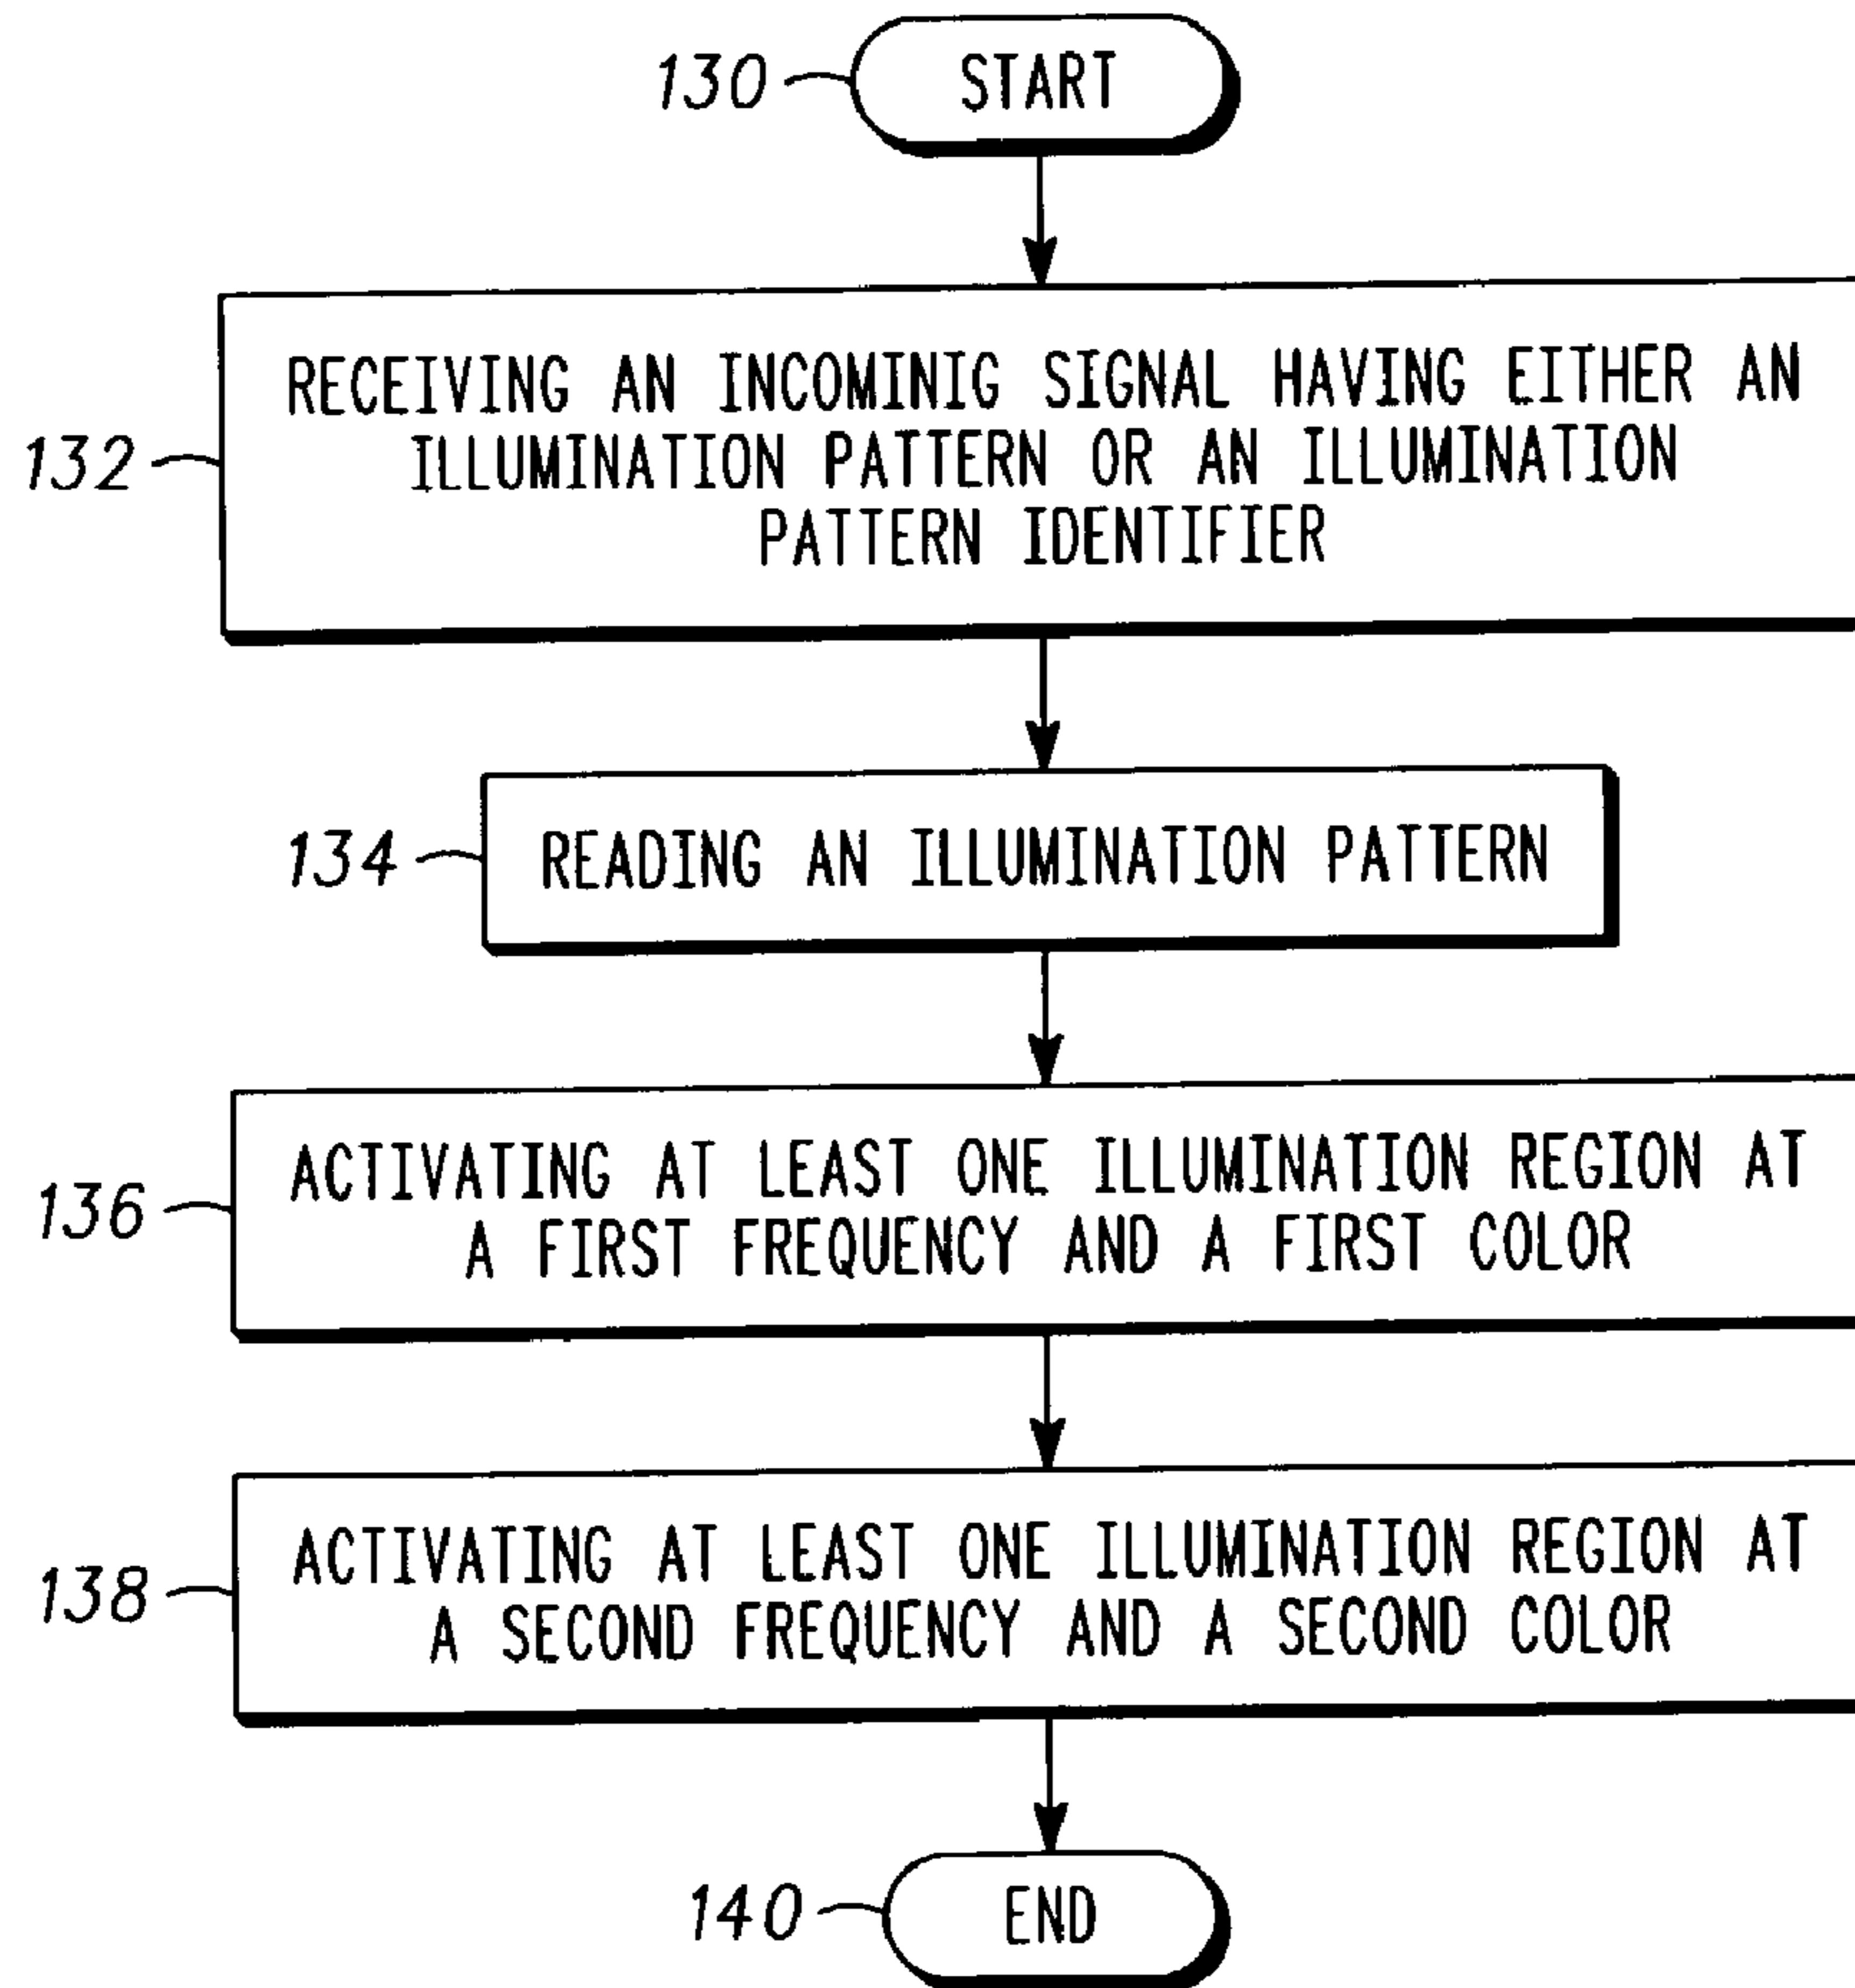 130 START
RECEIVING AN INCOMINIG SIGNAL HAVING EITHER AN
132 ILLUMINATION PATTERN OR AN ILLUMINATION
PATTERN IDENTIFIER
134 READING AN ILLUMINATION PATTERN
ACTIVATING AT LEAST ONE ILLUMINATION REGION AT
136 A FIRST FREQUENCY AND A FIRST COLOR
ACTIVATING AT LEAST ONE ILLUMINATION REGION AT
138 A SECOND FREQUENCY AND A SECOND COLOR
140 END